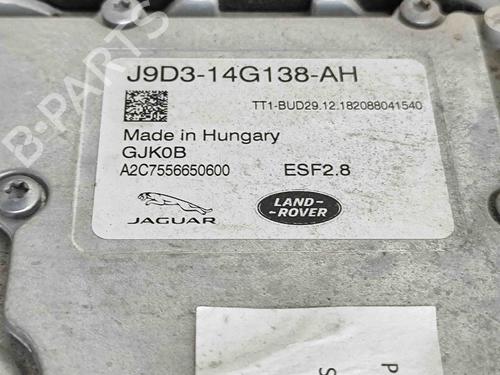 J9D3-14G138-AH
TT1-BUD29.12.182088041540
Made in Hungary
GJK0B
A2C7556650600 ESF2.8
JAGUAR
LAND-
-ROVER
B-PARTS
P
S